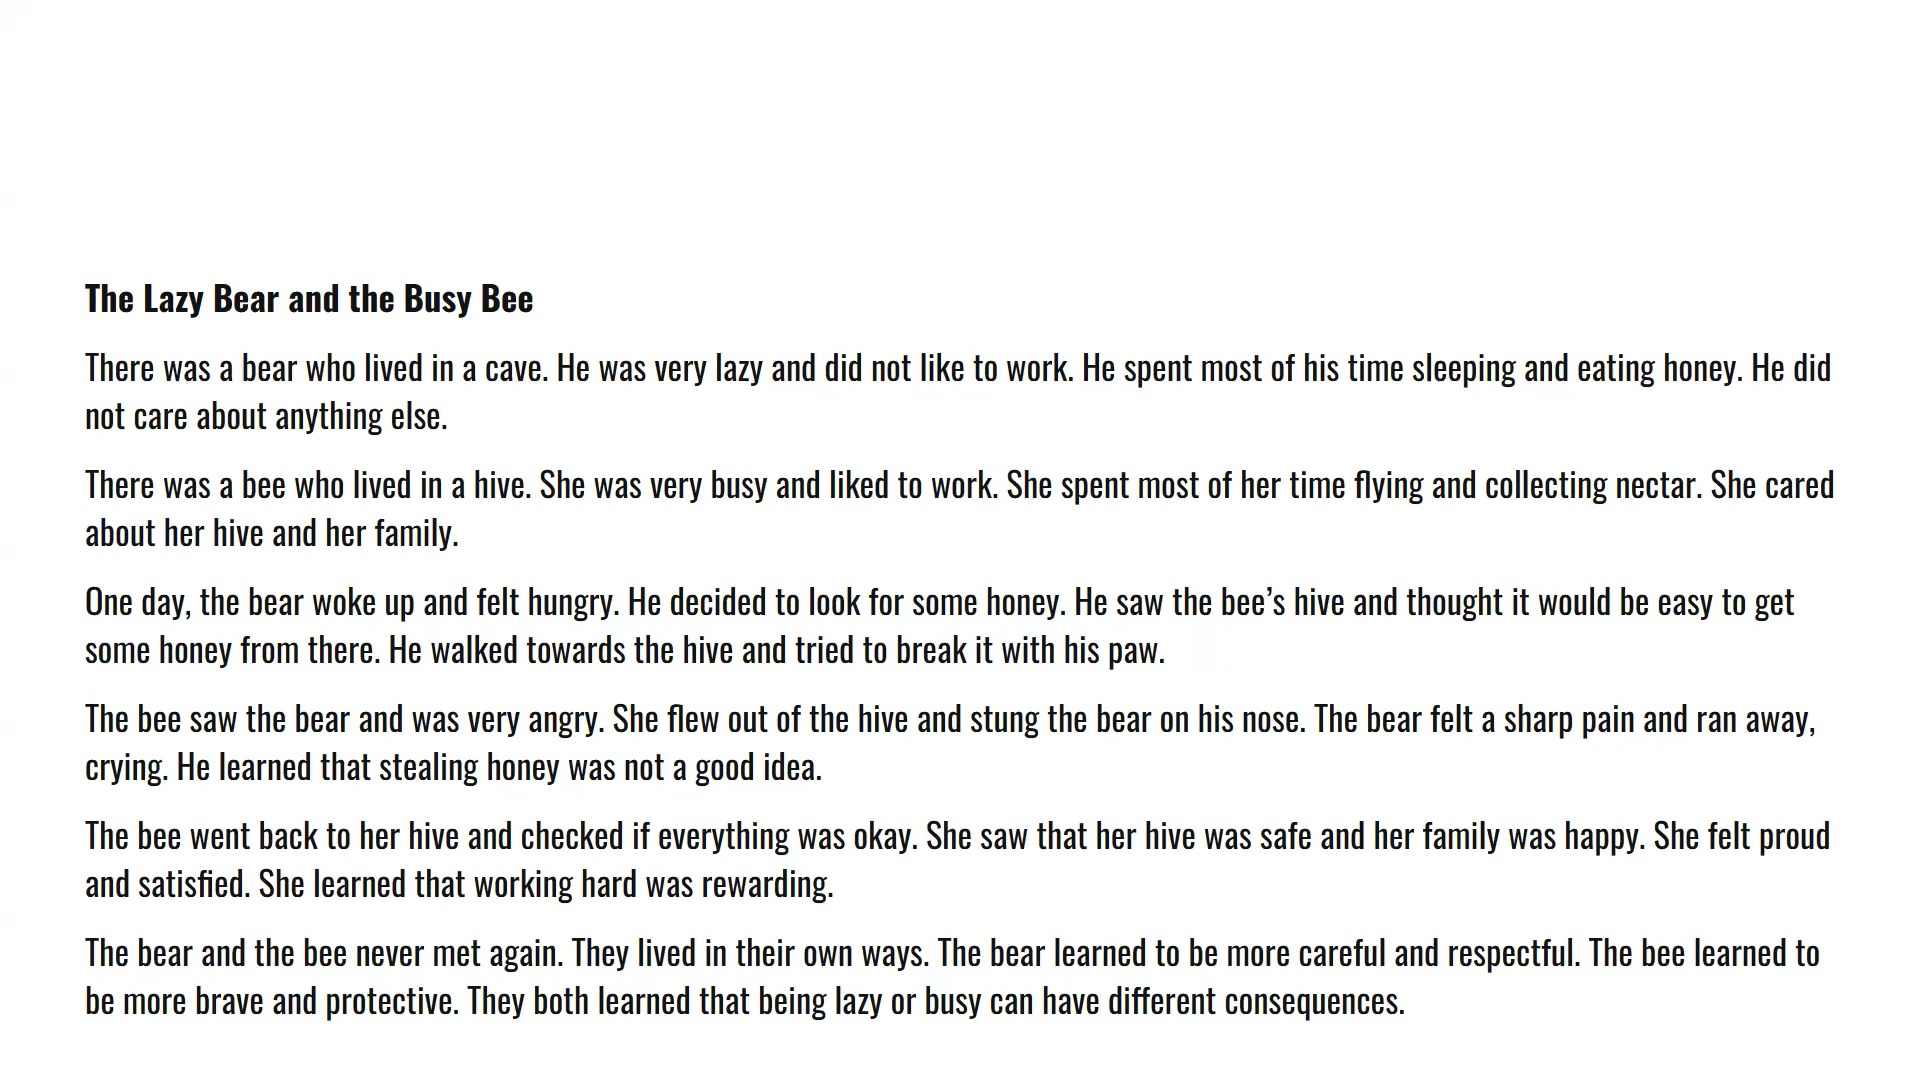 The Lazy Bear and the Busy Bee
There was a bear who lived in a cave. He was very lazy and did not like to work. He spent most of his time sleeping and eating honey. He did
not care about anything else.
There was a bee who lived in a hive. She was very busy and liked to work. She spent most of her time flying and collecting nectar. She cared
about her hive and her family.
One day, the bear woke up and felt hungry. He decided to look for some honey. He saw the bee’s hive and thought it would be easy to get
some honey from there. He walked towards the hive and tried to break it with his paw.
The bee saw the bear and was very angry. She flew out of the hive and stung the bear on his nose. The bear felt a sharp pain and ran away,
crying. He learned that stealing honey was not a good idea.
The bee went back to her hive and checked if everything was okay. She saw that her hive was safe and her family was happy. She felt proud
and satisfied. She learned that working hard was rewarding.
The bear and the bee never met again. They lived in their own ways. The bear learned to be more careful and respectful. The bee learned to
be more brave and protective. They both learned that being lazy or busy can have different consequences.